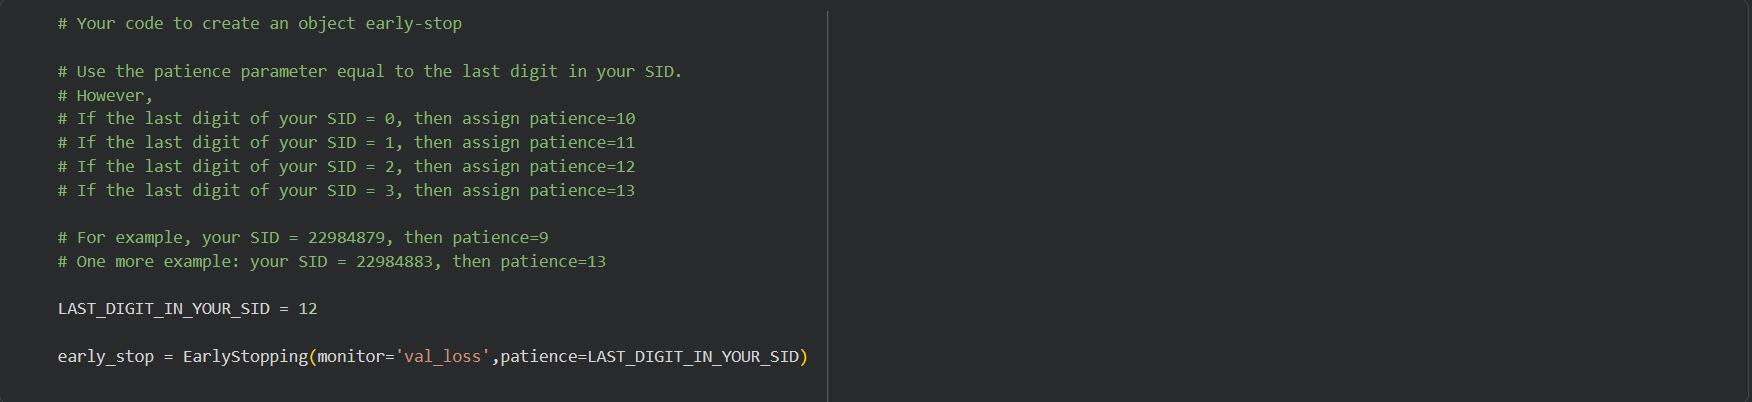 # Your code to create an object early-stop
# Use the patience parameter equal to the last digit in your SID.
# However,
# If the last digit of your SID = 0, then assign patience=10
# If the last digit of your SID = 1, then assign patience=11
# If the last digit of your SID = 2, then assign patience=12
# If the last digit of your SID = 3, then assign patience=13
# For example, your SID = 22984879, then patience=9
# One more example: your SID = 22984883, then patience=13
LAST_DIGIT_IN_YOUR_SID = 12
early_stop = EarlyStopping(monitor='val_loss',patience=LAST_DIGIT_IN_YOUR_SID)